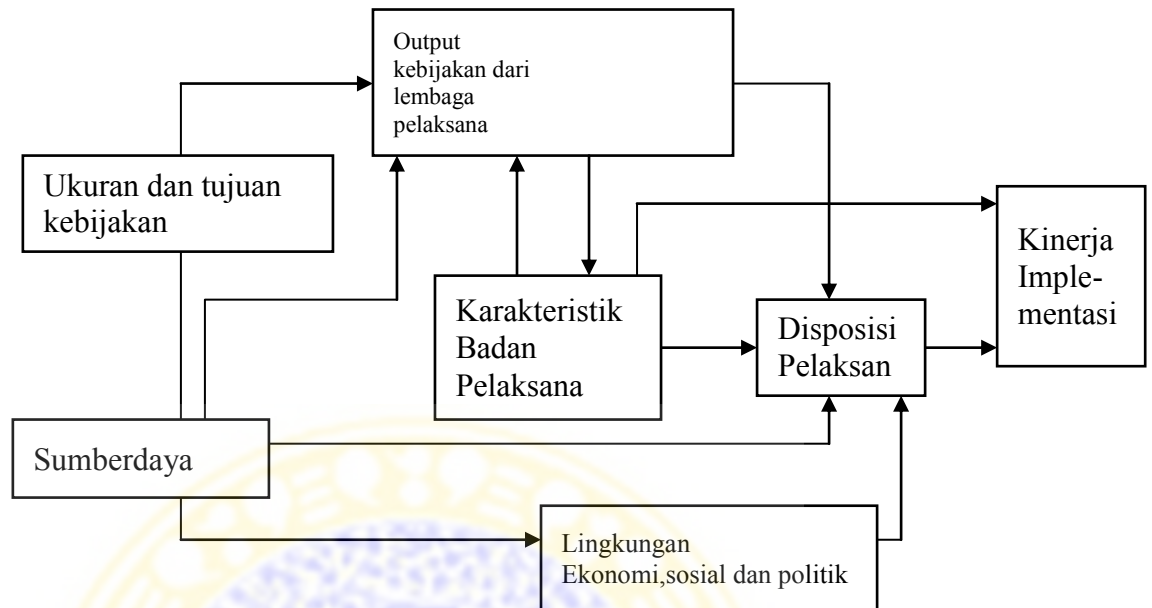 Output
kebijakan dari
lembaga
pelaksana
Ukuran dan tujuan
kebijakan
Kinerja
Imple-
mentasi
Karakteristik
Badan
Pelaksana
Disposisi
Pelaksan
Sumberdaya
Lingkungan
Ekonomi,sosial dan politik